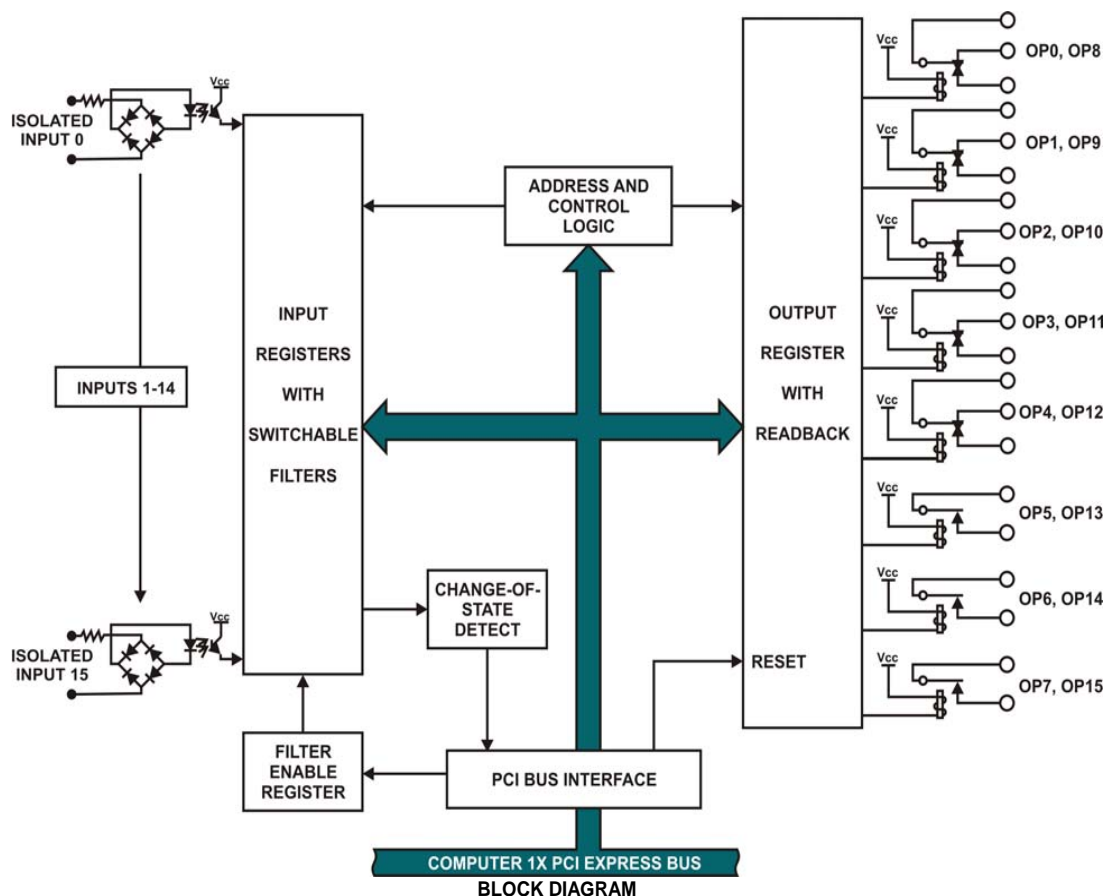 Vcc
ISOLATED
INPUT 0
INPUTS 1-14
Vcc
ISOLATED
INPUT 15
INPUT
REGISTERS
WITH
SWITCHABLE
FILTERS
ADDRESS AND
CONTROL
LOGIC
CHANGE-OF-
STATE
DETECT
FILTER
ENABLE
REGISTER
PCI BUS INTERFACE
OUTPUT
REGISTER
WITH
READBACK
RESET
Vcc
OP0, OP8
Vcc
OP1, OP9
Vcc
OP2, OP10
Vcc
OP3, OP11
Vcc
OP4, OP12
Vcc
OP5, OP13
Vcc
OP6, OP14
Vcc
OP7, OP15
COMPUTER 1X PCI EXPRESS BUS
BLOCK DIAGRAM